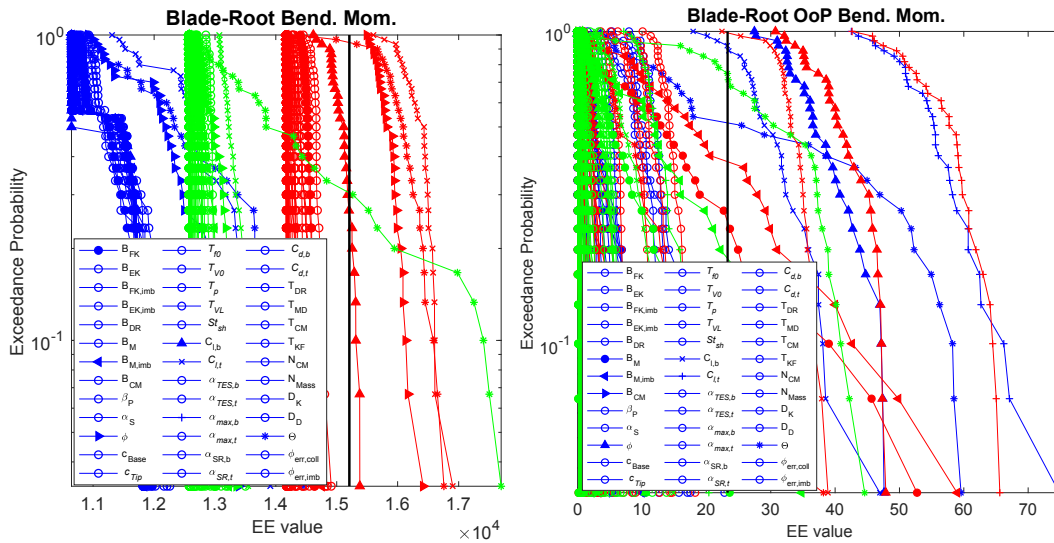 Blade-Root Bend. Mom.
Exceedance Probability
10^0
10^-1
B_FK
B_EK
B_FK,imb
B_EK,imb
B_DR
B_M
B_M,imb
B_CM
β_P
α_S
ϕ
c_Base
c_Tip
T_f0
T_V0
T_p
T_VL
St_sh
C_l,b
C_l,t
α_TES,b
α_TES,t
α_max,b
α_max,t
α_SR,b
α_SR,t
C_d,b
C_d,t
T_DR
T_MD
T_CM
T_KF
N_CM
N_Mass
D_K
D_D
Θ
ϕ_err,coll
ϕ_err,imb
1.1 1.2 1.3 1.4 1.5 1.6 1.7
EE value
× 10^4
Blade-Root OoP Bend. Mom.
Exceedance Probability
10^0
10^-1
B_FK
B_EK
B_FK,imb
B_EK,imb
B_DR
B_M
B_M,imb
B_CM
β_P
α_S
ϕ
c_Base
c_Tip
T_f0
T_V0
T_p
T_VL
St_sh
C_l,b
C_l,t
α_TES,b
α_TES,t
α_max,b
α_max,t
α_SR,b
α_SR,t
C_d,b
C_d,t
T_DR
T_MD
T_CM
T_KF
N_CM
N_Mass
D_K
D_D
Θ
ϕ_err,coll
ϕ_err,imb
0 10 20 30 40 50 60 70
EE value